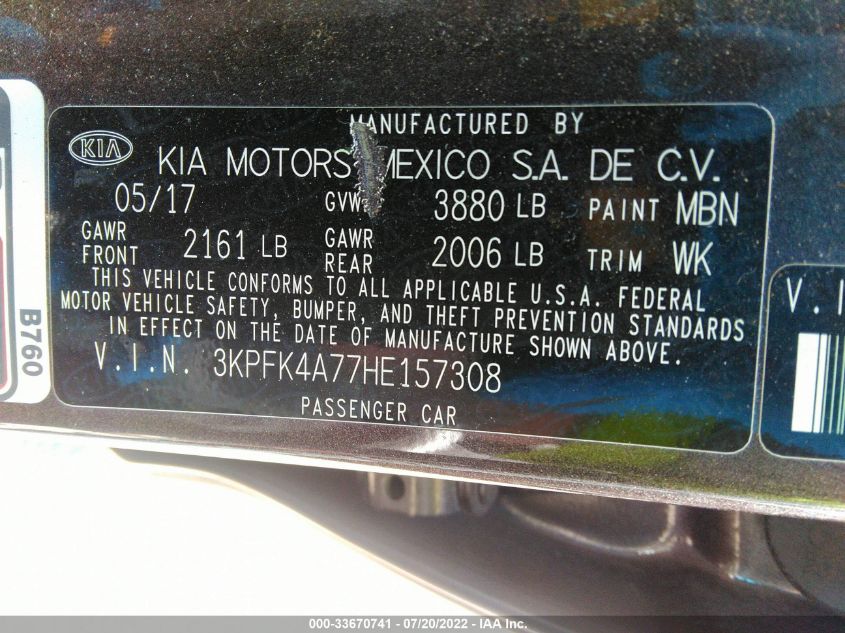 MANUFACTURED BY
KIA KIA MOTORS MEXICO S.A. DE C.V.
05/17 GVW 3880 LB PAINT MBN
GAWR FRONT 2161 LB GAWR REAR 2006 LB TRIM WK
THIS VEHICLE CONFORMS TO ALL APPLICABLE U.S.A. FEDERAL
MOTOR VEHICLE SAFETY, BUMPER, AND THEFT PREVENTION STANDARDS
IN EFFECT ON THE DATE OF MANUFACTURE SHOWN ABOVE.
V.I.N. 3KPFK4A77HE157308
PASSENGER CAR
B760
V.I
000-33670741 / 07/20/2022 - IAA Inc.